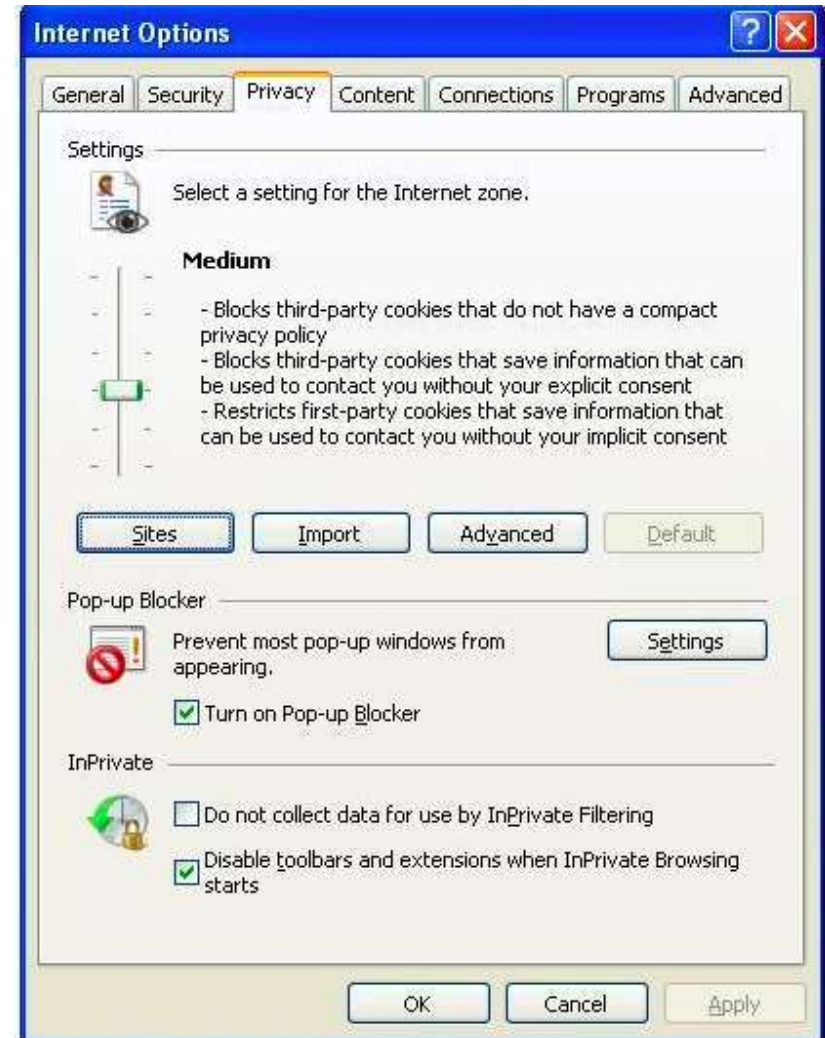 Internet Options
General Security Privacy Content Connections Programs Advanced
Settings
Select a setting for the Internet zone.
Medium
- Blocks third-party cookies that do not have a compact
privacy policy
- Blocks third-party cookies that save information that can
be used to contact you without your explicit consent
- Restricts first-party cookies that save information that
can be used to contact you without your implicit consent
Sites Import Advanced Default
Pop-up Blocker
Prevent most pop-up windows from
appearing.
Settings
Turn on Pop-up Blocker
InPrivate
Do not collect data for use by InPrivate Filtering
Disable toolbars and extensions when InPrivate Browsing
starts
OK Cancel Apply